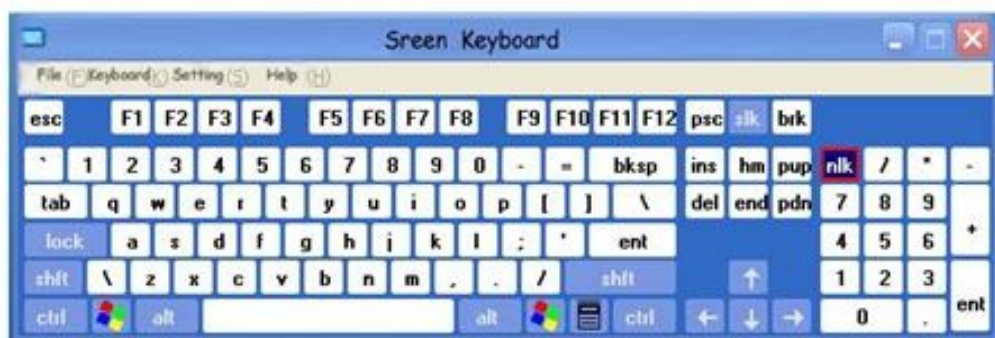 Sreen Keyboard
File (F) Keyboard(K) Setting (S) Help (H)
esc F1 F2 F3 F4 F5 F6 F7 F8 F9 F10 F11 F12 psc slk brk
` 1 2 3 4 5 6 7 8 9 0 - = bksp ins hm pup nlk / * -
tab q w e r t y u i o p [ ] \ del end pdn 7 8 9 +
lock a s d f g h j k l ; ' ent 4 5 6
shft \ z x c v b n m , . / shft ↑ 1 2 3 ent
ctrl alt alt ctrl ← ↓ → 0 .